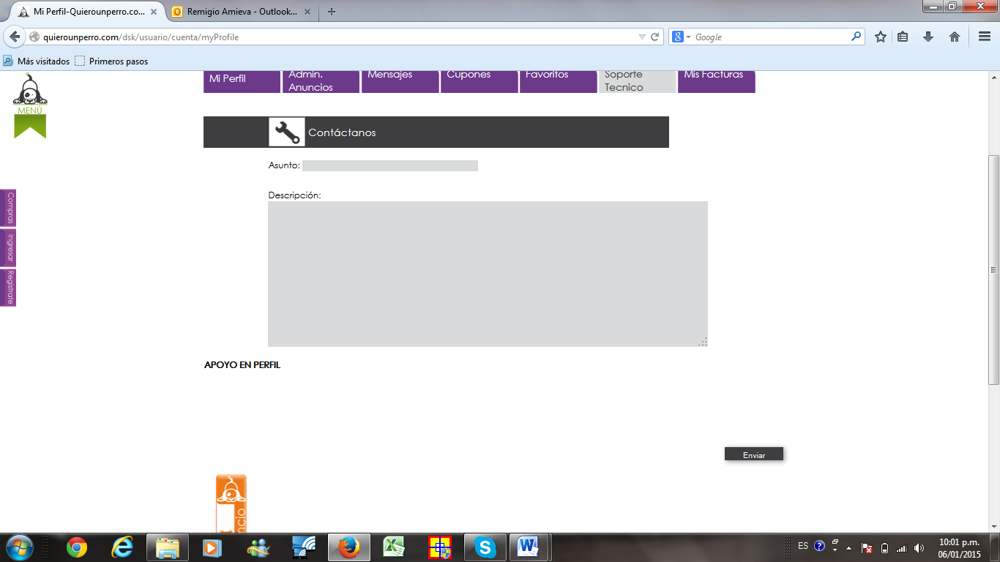 Mi Perfil-Quierounperro.co...
Remigio Amieva - Outlook...
quierounperro.com/dsk/usuario/cuenta/myProfile
Google
Más visitados
Primeros pasos
MENÚ
Mi Perfil
Admin.
Anuncios
Mensajes
Cupones
Favoritos
Soporte
Tecnico
Mis Facturas
Contáctanos
Asunto:
Descripción:
Compras
Ingresar
Registrate
APOYO EN PERFIL
Enviar
ES
10:01 p.m.
06/01/2015